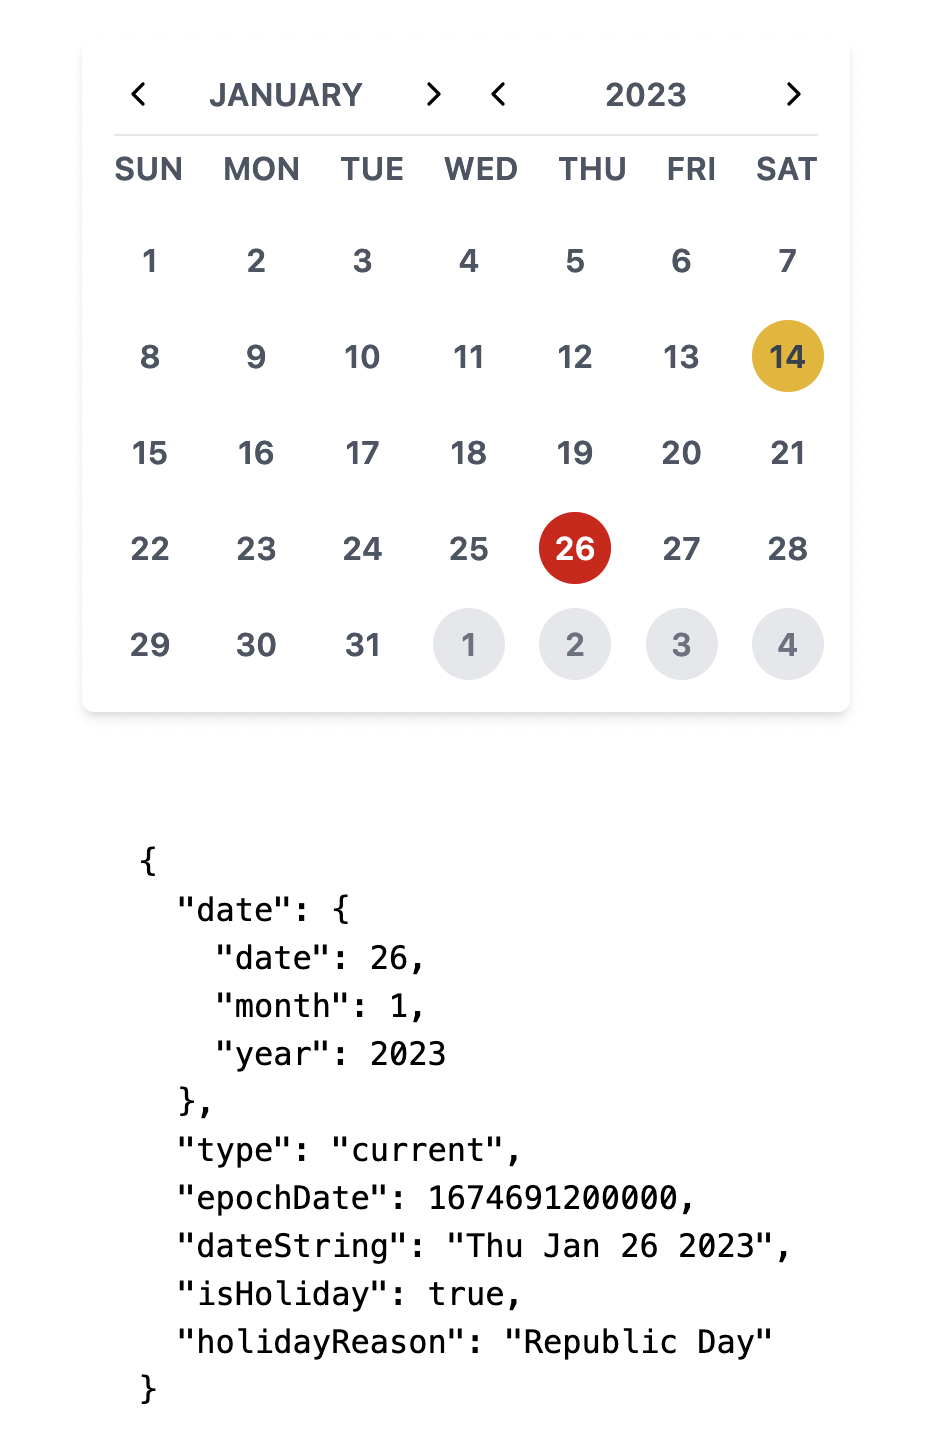 JANUARY 2023
SUN MON TUE WED THU FRI SAT
1 2 3 4 5 6 7
8 9 10 11 12 13 14
15 16 17 18 19 20 21
22 23 24 25 26 27 28
29 30 31 1 2 3 4
{
  "date": {
    "date": 26,
    "month": 1,
    "year": 2023
  },
  "type": "current",
  "epochDate": 1674691200000,
  "dateString": "Thu Jan 26 2023",
  "isHoliday": true,
  "holidayReason": "Republic Day"
}